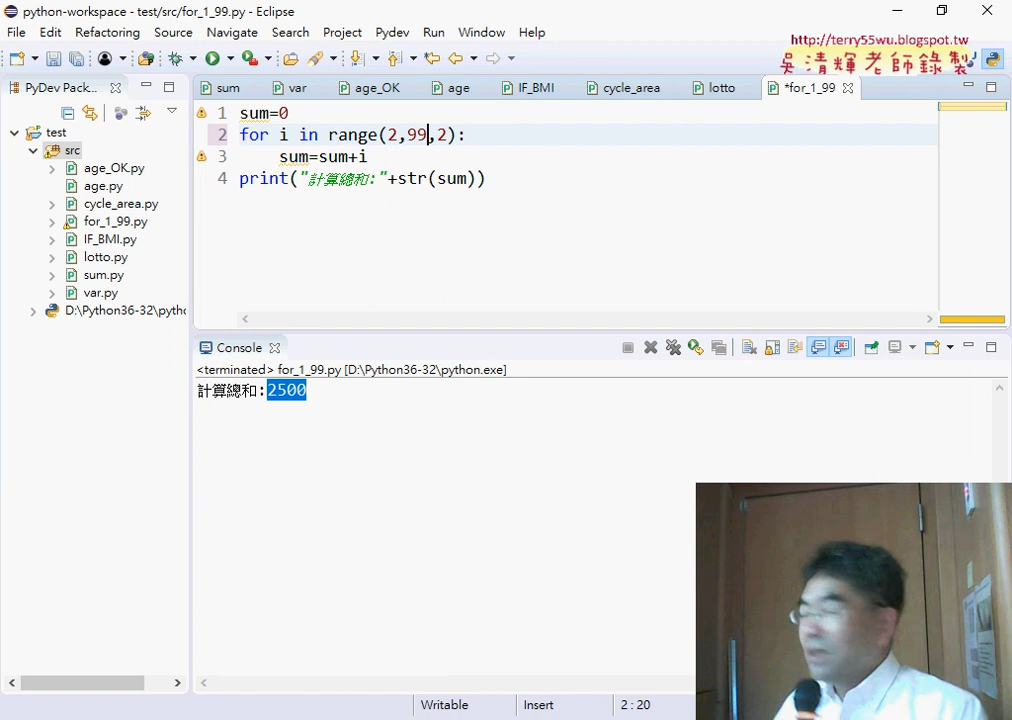 python-workspace - test/src/for_1_99.py - Eclipse
File Edit Refactoring Source Navigate Search Project Pydev Run Window Help
http://terry55wu.blogspot.tw
吳清輝老師錄製
PyDev Pack...
sum var age_OK age IF_BMI cycle_area lotto *for_1_99
test
src
age_OK.py
age.py
cycle_area.py
for_1_99.py
IF_BMI.py
lotto.py
sum.py
var.py
D:\Python36-32\pytho
1 sum=0
2 for i in range(2,99,2):
3 sum=sum+i
4 print("計算總和:"+str(sum))
Console
<terminated> for_1_99.py [D:\Python36-32\python.exe]
計算總和:2500
Writable Insert 2 : 20